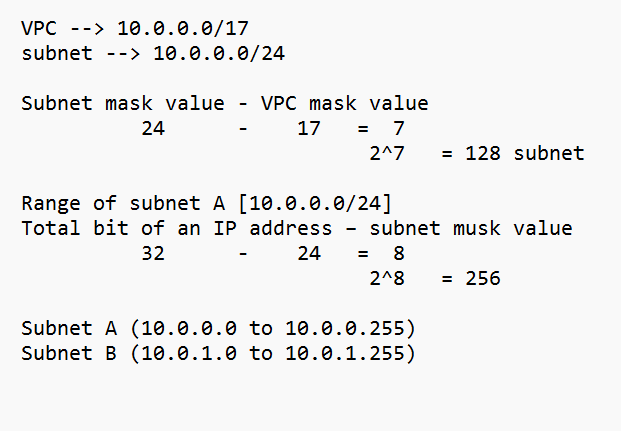 VPC --> 10.0.0.0/17
subnet --> 10.0.0.0/24
Subnet mask value - VPC mask value
24 - 17 = 7
2^7 = 128 subnet
Range of subnet A [10.0.0.0/24]
Total bit of an IP address – subnet musk value
32 - 24 = 8
2^8 = 256
Subnet A (10.0.0.0 to 10.0.0.255)
Subnet B (10.0.1.0 to 10.0.1.255)